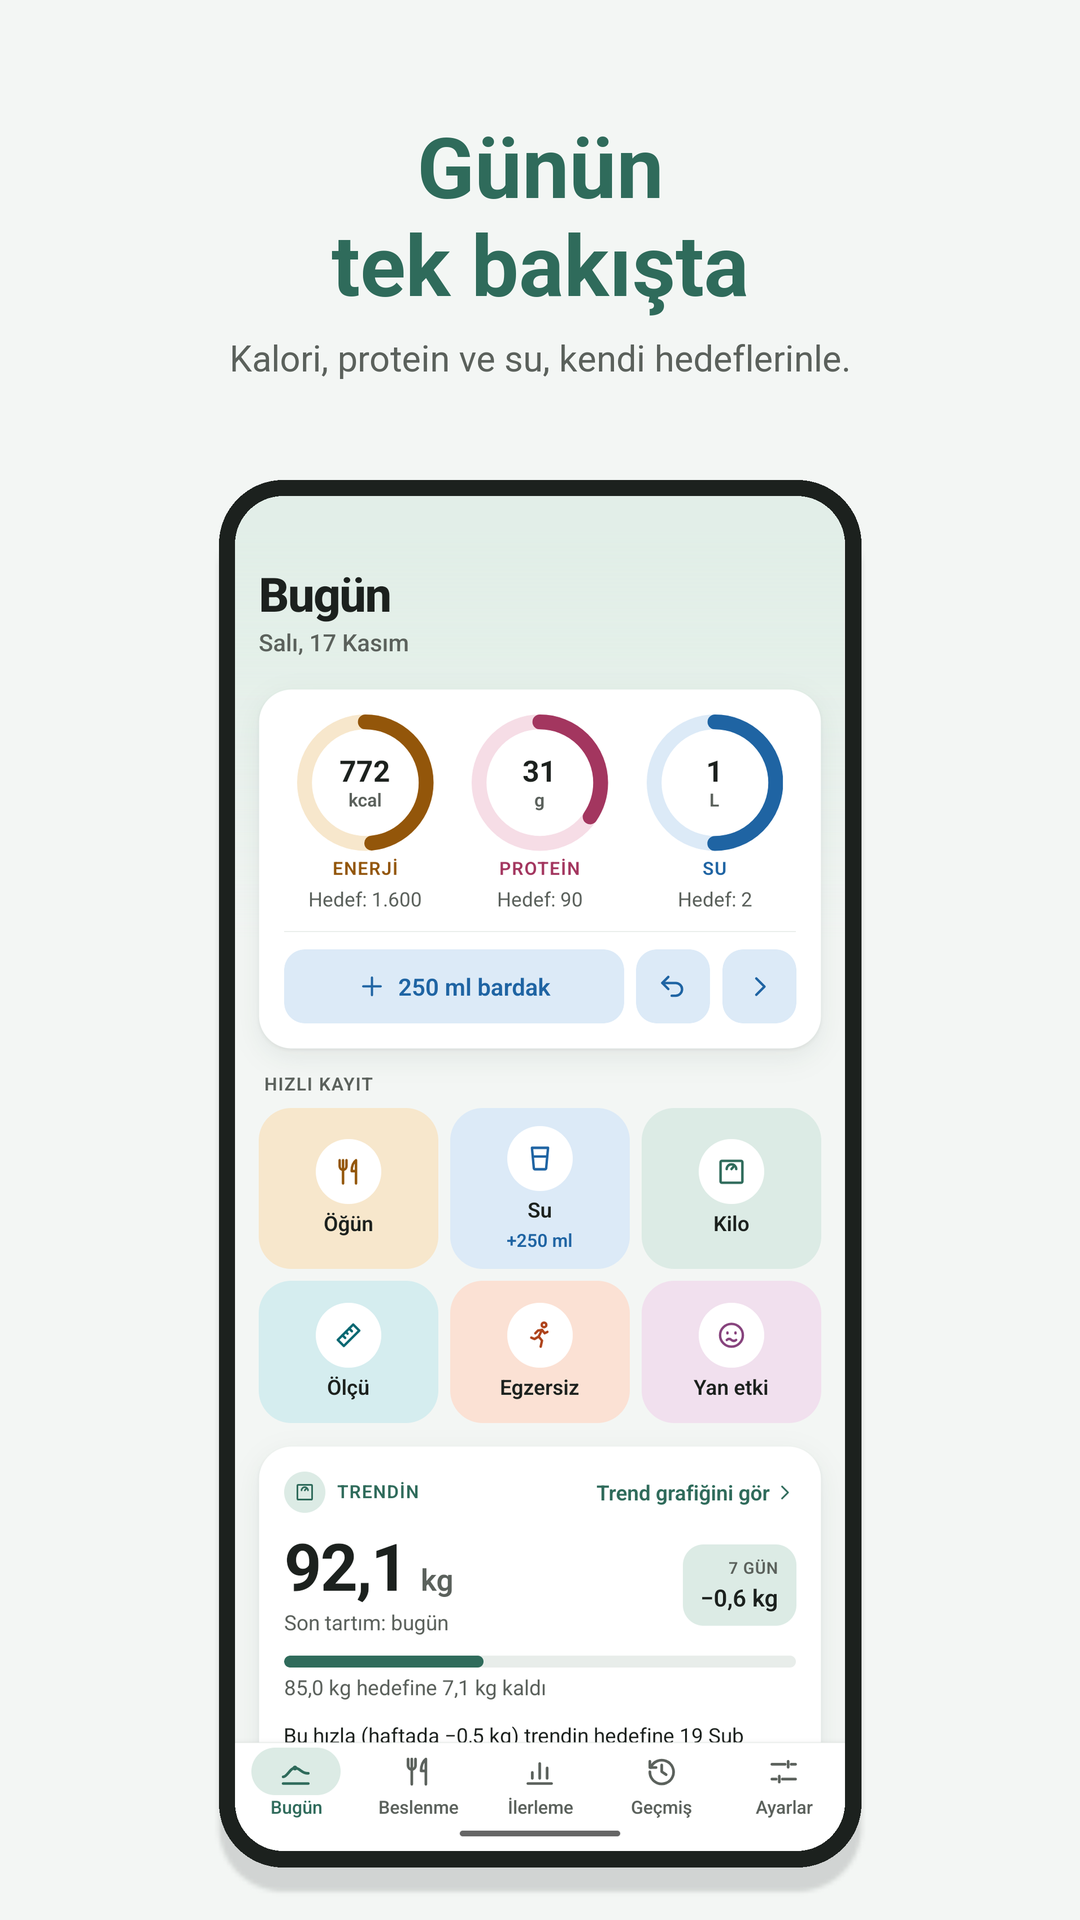 Günün
tek bakışta
Kalori, protein ve su, kendi hedeflerinle.
Bugün
Salı, 17 Kasım
772
kcal
ENERJİ
Hedef: 1.600
31
g
PROTEİN
Hedef: 90
1
L
SU
Hedef: 2
250 ml bardak
HIZLI KAYIT
Öğün
Su
+250 ml
Kilo
Ölçü
Egzersiz
Yan etki
TRENDİN
Trend grafiğini gör
92,1 kg
7 GÜN
−0,6 kg
Son tartım: bugün
85,0 kg hedefine 7,1 kg kaldı
Bu hızla (haftada −0,5 kg) trendin hedefine 19 Şub
Bugün
Beslenme
İlerleme
Geçmiş
Ayarlar